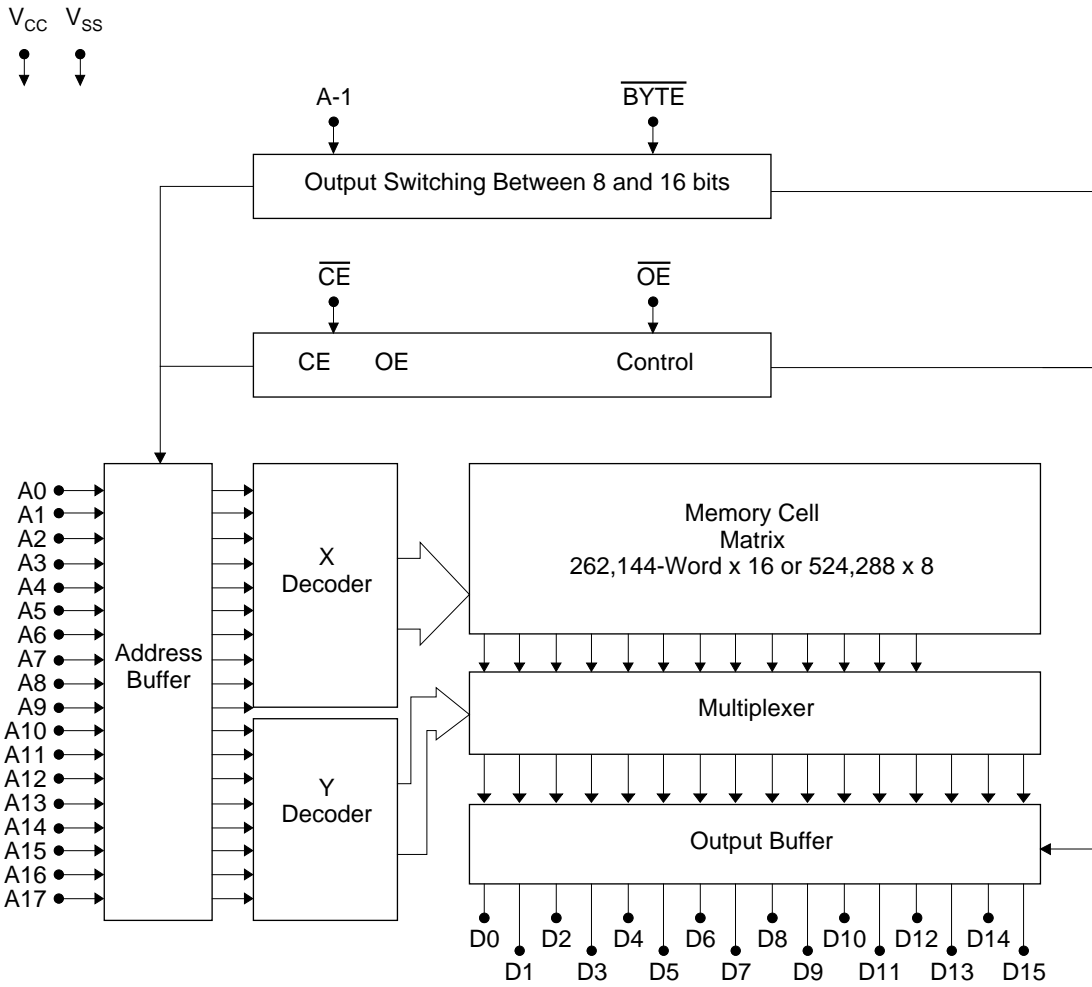 VCC VSS
A-1 BYTE
Output Switching Between 8 and 16 bits
CE OE
CE OE Control
A0
A1
A2
A3
A4
A5
A6
A7
A8
A9
A10
A11
A12
A13
A14
A15
A16
A17
Address
Buffer
X
Decoder
Y
Decoder
Memory Cell
Matrix
262,144-Word x 16 or 524,288 x 8
Multiplexer
Output Buffer
D0 D2 D4 D6 D8 D10 D12 D14
D1 D3 D5 D7 D9 D11 D13 D15